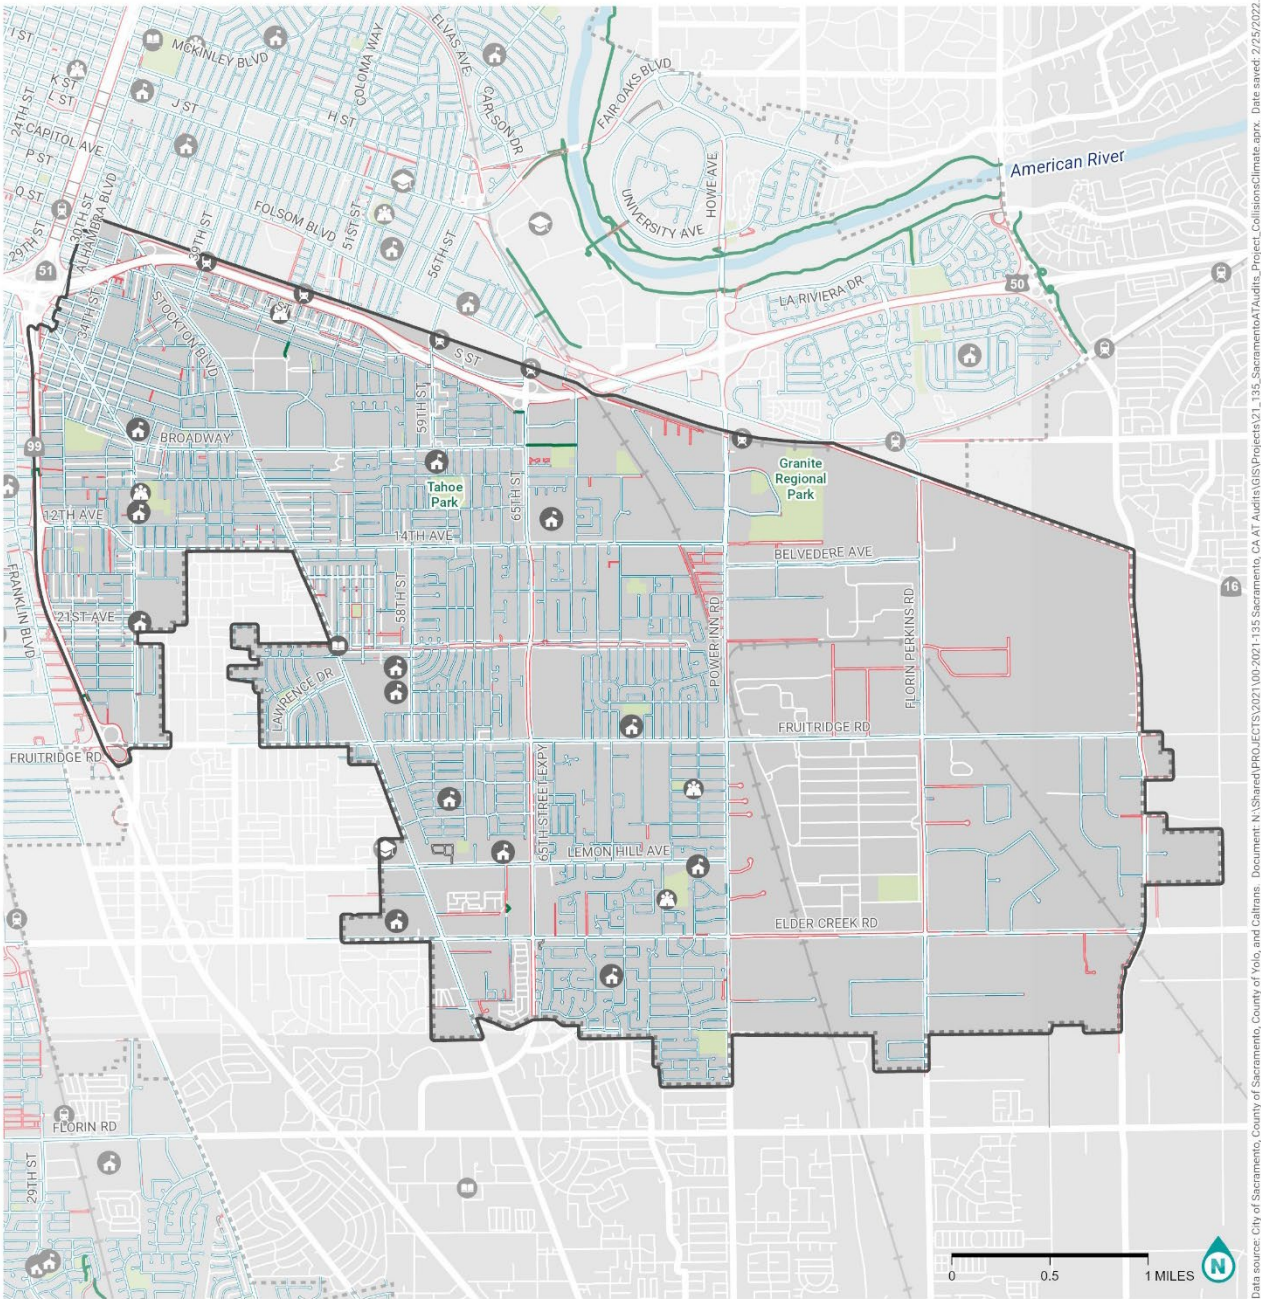 I ST
MCKINLEY BLVD
COLOMA WAY
ELVAS AVE
CARLSON DR
FAIR OAKS BLVD
24TH ST
K ST
L ST
J ST
H ST
CAPITOL AVE
P ST
Q ST
American River
HOWE AVE
UNIVERSITY AVE
29TH ST
30TH ST
ALHAMBRA BLVD
39TH ST
FOLSOM BLVD
51ST ST
56TH ST
51
50
LA RIVIERA DR
34TH ST
STOCKTON BLVD
T ST
S ST
59TH ST
99
BROADWAY
Tahoe
Park
65TH ST
Granite
Regional
Park
12TH AVE
14TH AVE
BELVEDERE AVE
FRANKLIN BLVD
21ST AVE
58TH ST
POWER INN RD
FLORIN PERKINS RD
16
LAWRENCE DR
FRUITRIDGE RD
FRUITRIDGE RD
65TH STREET EXPY
LEMON HILL AVE
ELDER CREEK RD
FLORIN RD
29TH ST
0
0.5
1 MILES
N
Data source: City of Sacramento, County of Sacramento, County of Yolo, and Caltrans. Document: N:\Shared\PROJECTS\2021\00-2021-135 Sacramento, CA AT Audits\GIS\Projects\21_135_SacramentoATAudits_Project_CollisionsClimate.aprx. Date saved: 2/25/2022.